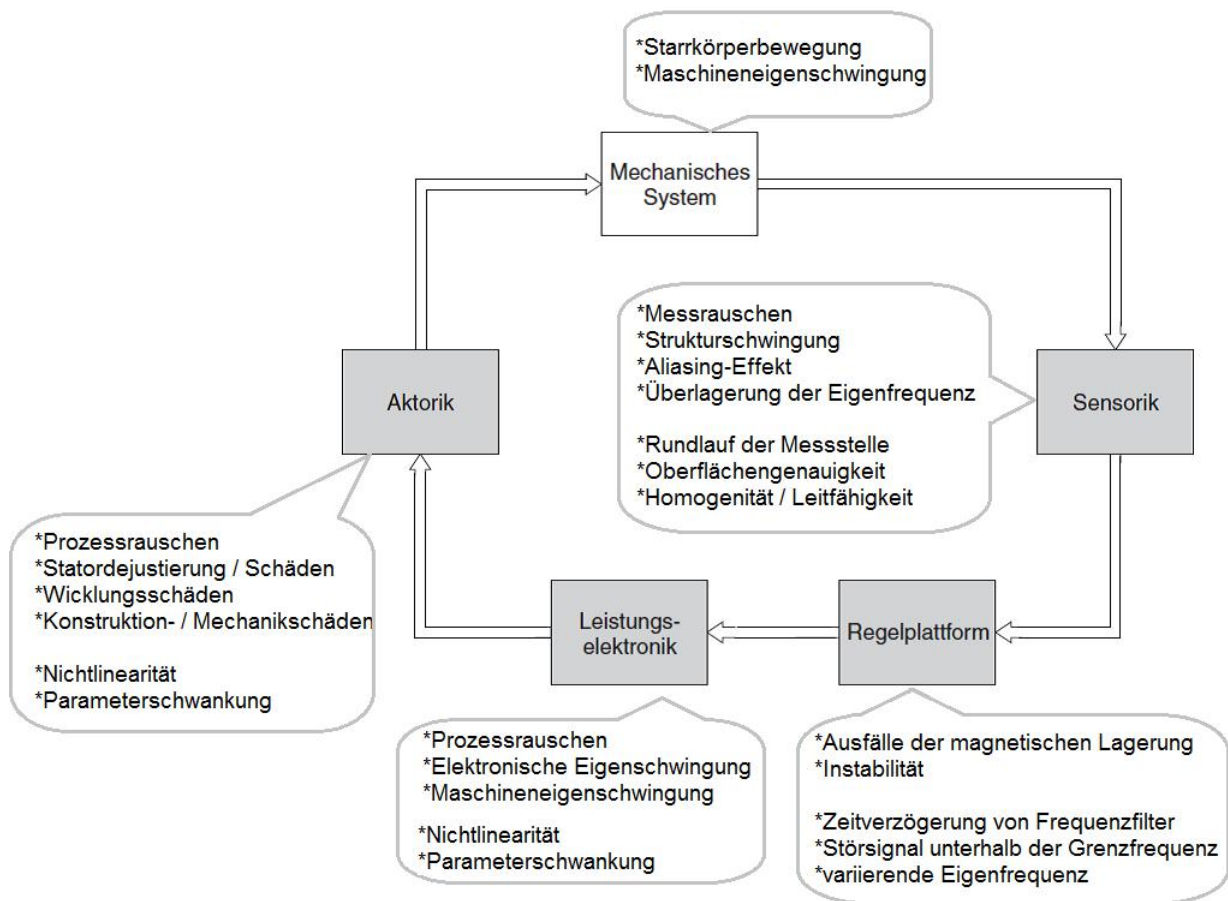 *Starrkörperbewegung
*Maschineneigenschwingung
Mechanisches
System
*Messrauschen
*Strukturschwingung
*Aliasing-Effekt
*Überlagerung der Eigenfrequenz
*Rundlauf der Messstelle
*Oberflächengenauigkeit
*Homogenität / Leitfähigkeit
Sensorik
Aktorik
*Prozessrauschen
*Statordejustierung / Schäden
*Wicklungsschäden
*Konstruktion- / Mechanikschäden
*Nichtlinearität
*Parameterschwankung
Leistungs-
elektronik
Regelplattform
*Prozessrauschen
*Elektronische Eigenschwingung
*Maschineneigenschwingung
*Nichtlinearität
*Parameterschwankung
*Ausfälle der magnetischen Lagerung
*Instabilität
*Zeitverzögerung von Frequenzfilter
*Störsignal unterhalb der Grenzfrequenz
*variierende Eigenfrequenz